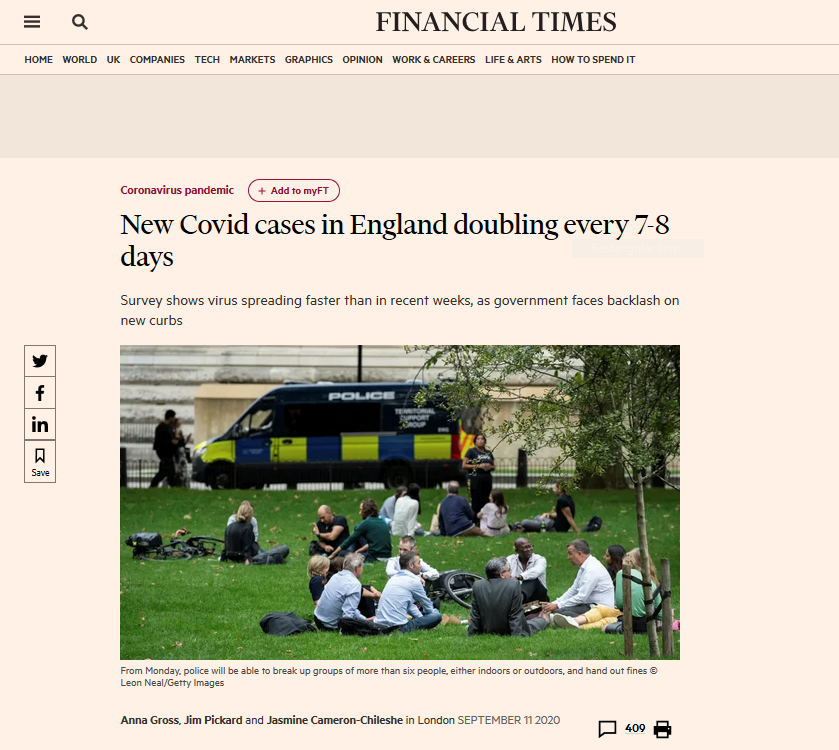 FINANCIAL TIMES
HOME WORLD UK COMPANIES TECH MARKETS GRAPHICS OPINION WORK & CAREERS LIFE & ARTS HOW TO SPEND IT
Coronavirus pandemic + Add to myFT
New Covid cases in England doubling every 7-8
days
Survey shows virus spreading faster than in recent weeks, as government faces backlash on
new curbs
Save
POLICE
TERRITORIAL
SUPPORT
GROUP
From Monday, police will be able to break up groups of more than six people, either indoors or outdoors, and hand out fines ©
Leon Neal/Getty Images
Anna Gross, Jim Pickard and Jasmine Cameron-Chileshe in London SEPTEMBER 11 2020
409